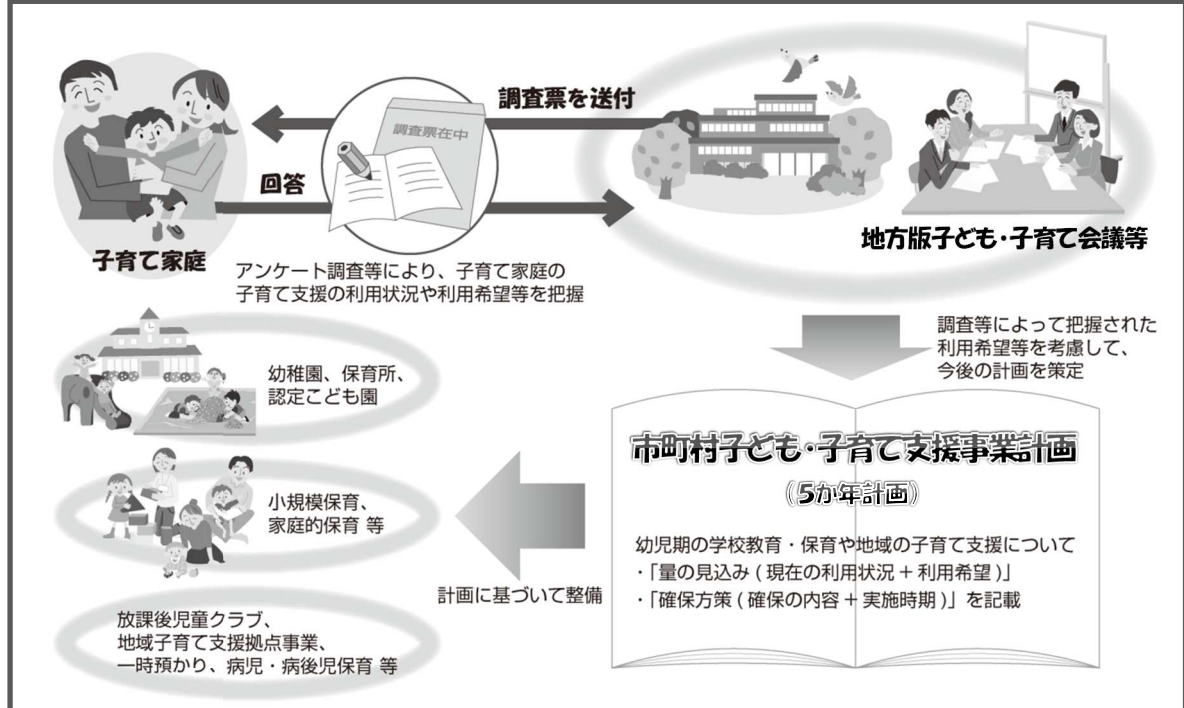 調査票を送付
調査票在中
回答
子育て家庭
地方版子ども・子育て会議等
アンケート調査等により、子育て家庭の
子育て支援の利用状況や利用希望等を把握
調査等によって把握された
利用希望等を考慮して、
今後の計画を策定
市町村子ども・子育て支援事業計画
(5か年計画)
幼児期の学校教育・保育や地域の子育て支援について
・「量の見込み(現在の利用状況+利用希望)」
・「確保方策(確保の内容+実施時期)」を記載
計画に基づいて整備
幼稚園、保育所、
認定こども園
小規模保育、
家庭的保育 等
放課後児童クラブ、
地域子育て支援拠点事業、
一時預かり、病児・病後児保育 等